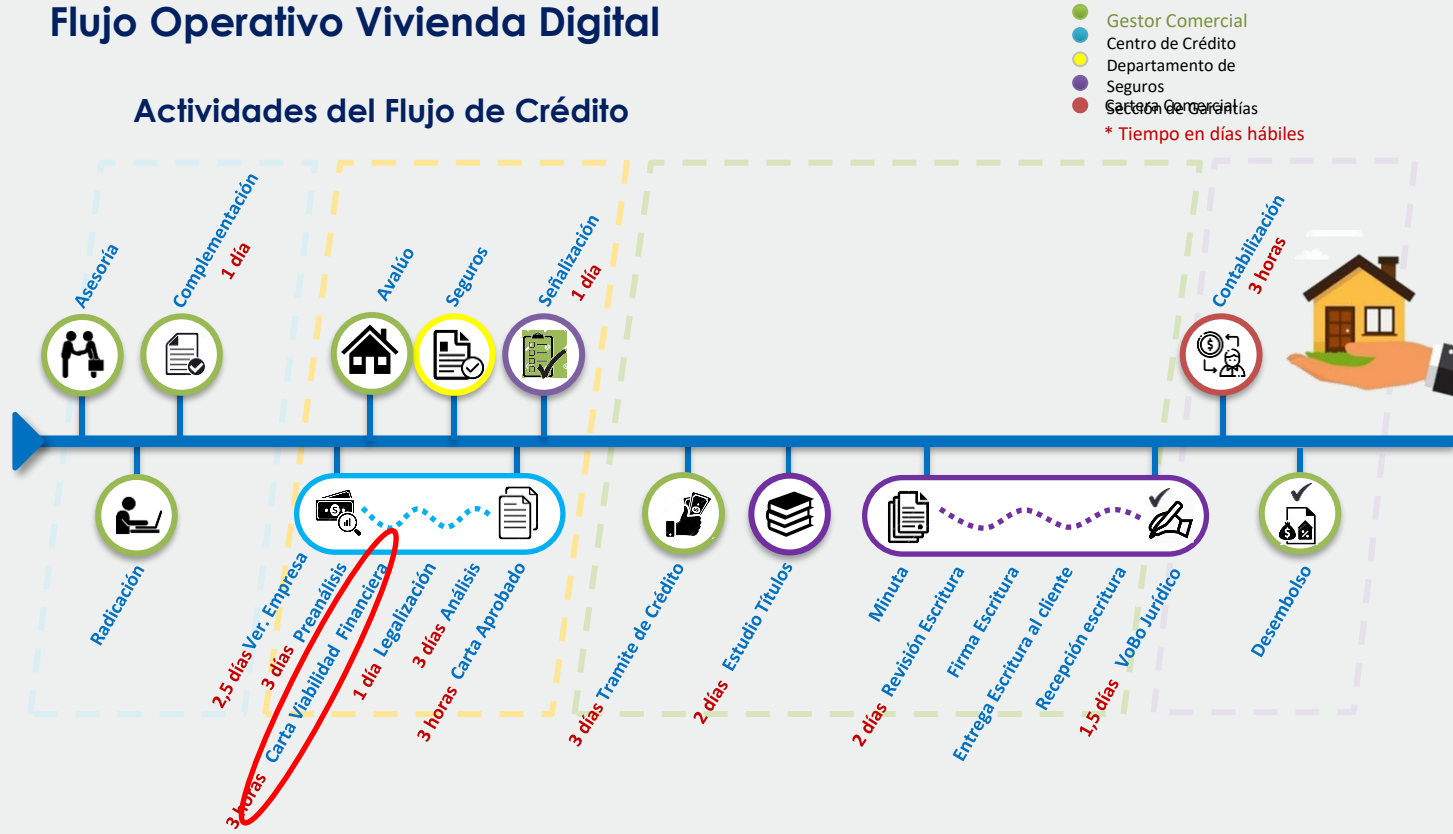 Flujo Operativo Vivienda Digital
Actividades del Flujo de Crédito
Gestor Comercial
Centro de Crédito
Departamento de
Seguros
Cartera Comercial
Sección de Garantías
* Tiempo en días hábiles
Asesoría
Complementación
1 día
Avalúo
Seguros
Señalización
1 día
Contabilización
3 horas
Radicación
2,5 días Ver. Empresa
3 días Preanálisis
3 horas Carta Viabilidad Financiera
1 día Legalización
3 días Análisis
3 horas Carta Aprobado
3 días Tramite de Crédito
2 días Estudio Títulos
Minuta
2 días Revisión Escritura
Firma Escritura
Entrega Escritura al cliente
Recepción escritura
1,5 días VoBo Jurídico
Desembolso